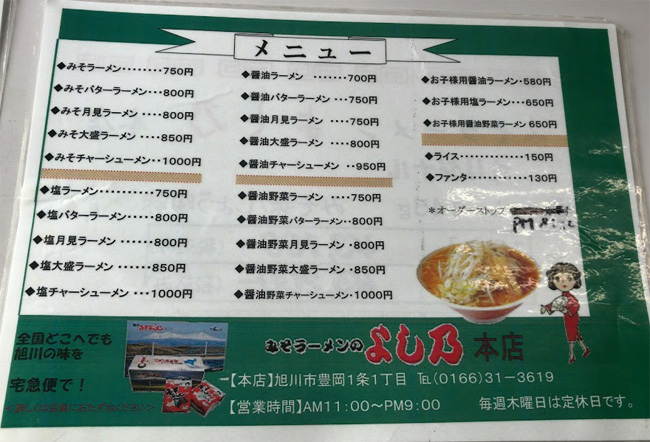 メニュー
◆みそラーメン‥‥‥‥750円
◆みそバターラーメン‥‥800円
◆みそ月見ラーメン‥‥800円
◆みそ大盛ラーメン‥‥850円
◆みそチャーシューメン‥1000円
◆塩ラーメン‥‥‥‥750円
◆塩バターラーメン‥‥‥800円
◆塩月見ラーメン‥‥‥800円
◆塩大盛ラーメン‥‥‥850円
◆塩チャーシューメン‥‥1000円
◆醤油ラーメン‥‥‥700円
◆醤油バターラーメン‥‥750円
◆醤油月見ラーメン‥‥750円
◆醤油大盛ラーメン‥‥800円
◆醤油チャーシューメン‥950円
◆醤油野菜ラーメン‥‥750円
◆醤油野菜バターラーメン‥800円
◆醤油野菜月見ラーメン‥800円
◆醤油野菜大盛ラーメン‥850円
◆醤油野菜チャーシューメン‥1000円
◆お子様用醤油ラーメン・580円
◆お子様用塩ラーメン‥650円
◆お子様用醤油野菜ラーメン 650円
◆ライス‥‥‥‥150円
◆ファンタ‥‥‥‥130円
*オーダーストップ
PM
全国どこへでも
旭川の味を
宅急便で!
みそラーメンの よし乃 本店
【本店】旭川市豊岡1条1丁目 TEL(0166)31-3619
【営業時間】AM11:00~PM9:00 毎週木曜日は定休日です。